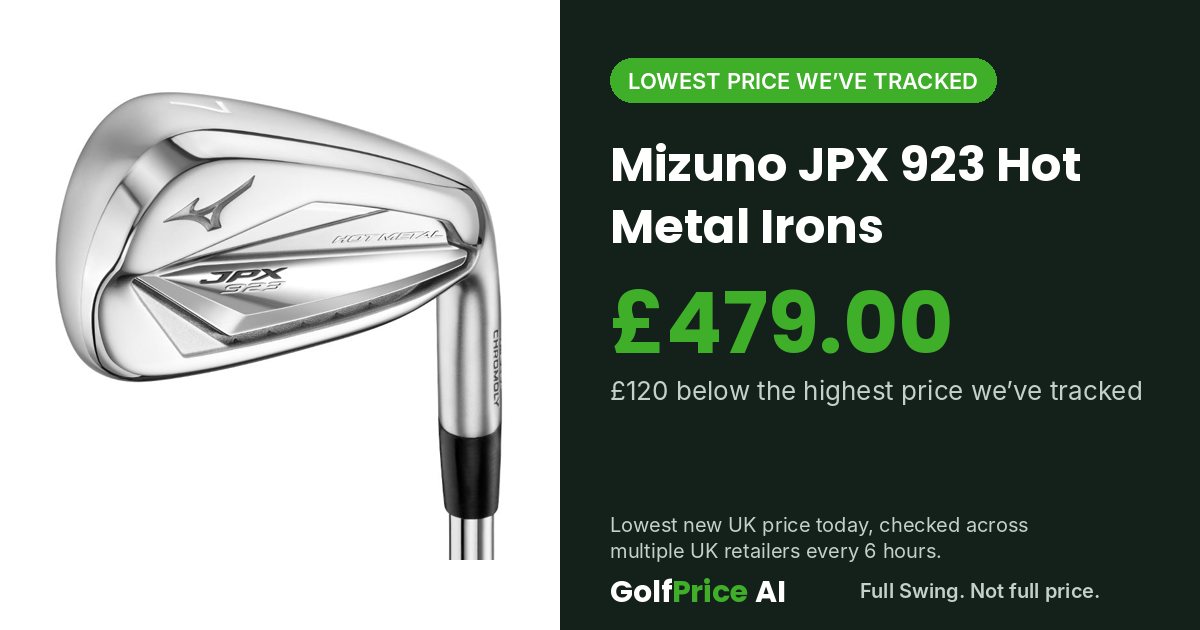 7
HOT METAL
JPX
923
CHROMOLY
LOWEST PRICE WE’VE TRACKED
Mizuno JPX 923 Hot
Metal Irons
£479.00
£120 below the highest price we’ve tracked
Lowest new UK price today, checked across
multiple UK retailers every 6 hours.
GolfPrice AI
Full Swing. Not full price.